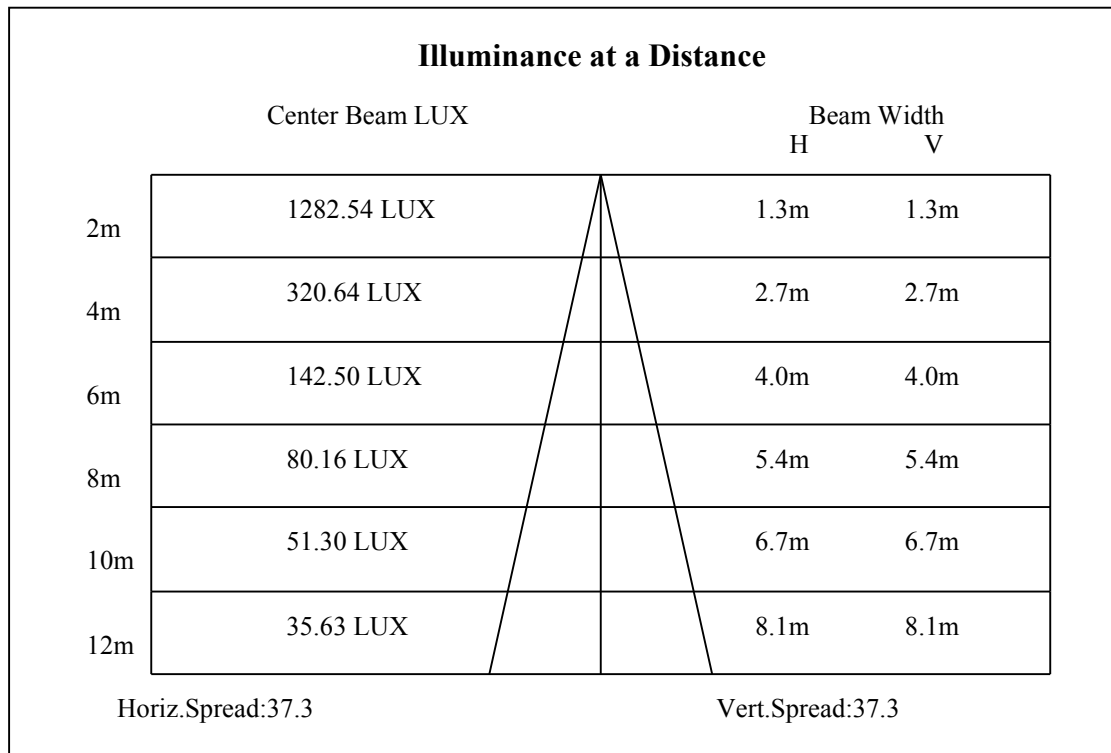 Illuminance at a Distance
Center Beam LUX Beam Width
H V
2m 1282.54 LUX 1.3m 1.3m
4m 320.64 LUX 2.7m 2.7m
6m 142.50 LUX 4.0m 4.0m
8m 80.16 LUX 5.4m 5.4m
10m 51.30 LUX 6.7m 6.7m
12m 35.63 LUX 8.1m 8.1m
Horiz.Spread:37.3 Vert.Spread:37.3